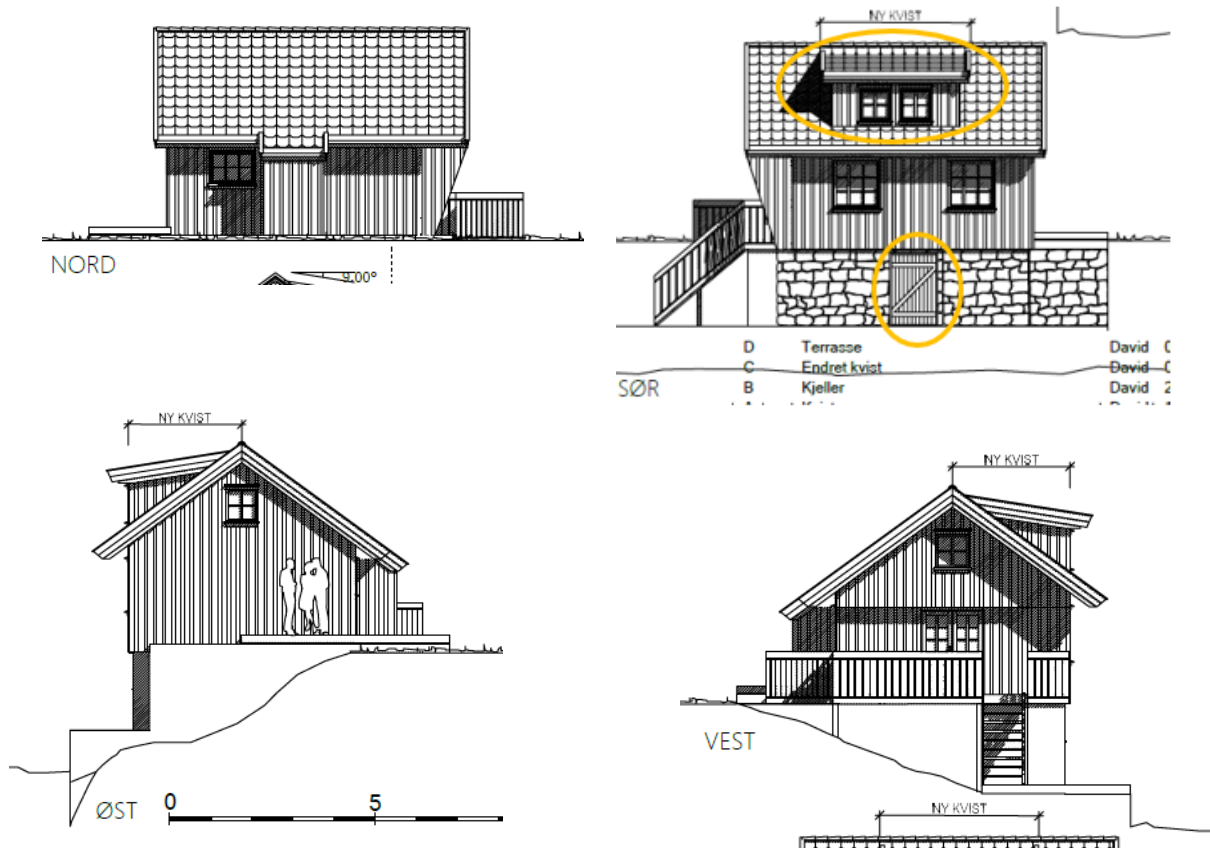 NORD
9.00°
NY KVIST
D Terrasse David
C Endret kvist David
B Kjeller David 2
SØR
NY KVIST
ØST
0 5
NY KVIST
VEST
NY KVIST